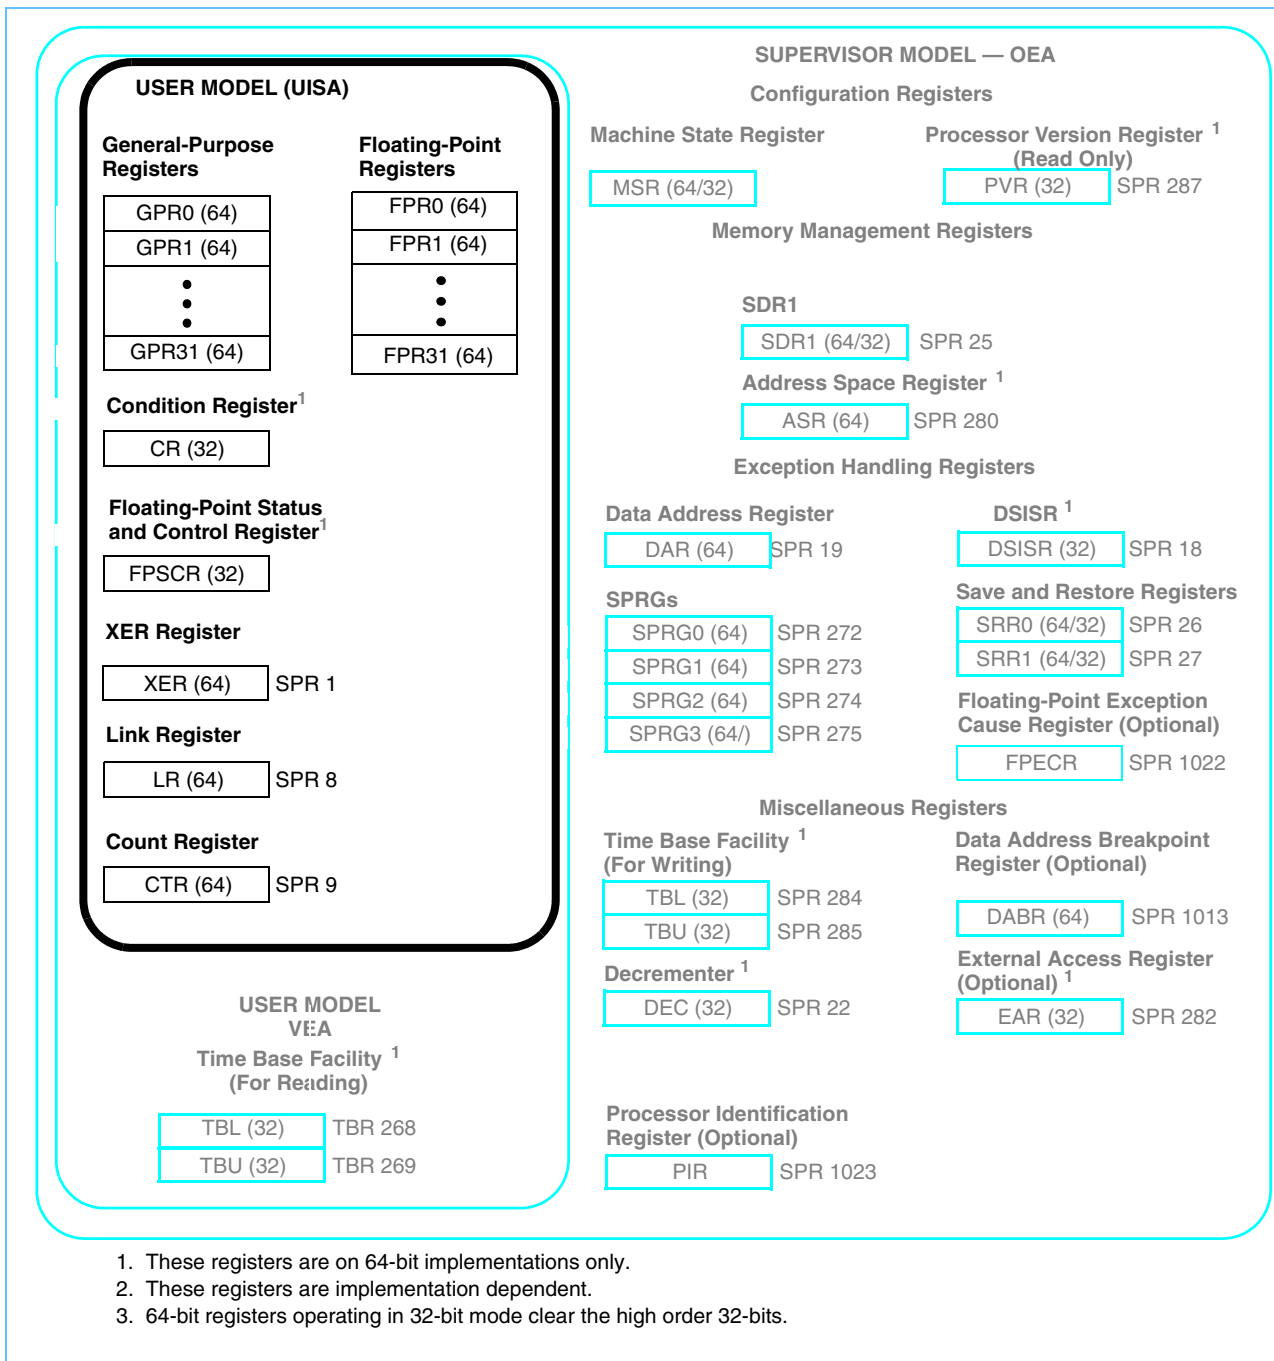 USER MODEL (UISA)
General-Purpose
Registers
GPR0 (64)
GPR1 (64)
GPR31 (64)
Floating-Point
Registers
FPR0 (64)
FPR1 (64)
FPR31 (64)
Condition Register1
CR (32)
Floating-Point Status
and Control Register1
FPSCR (32)
XER Register
XER (64) SPR 1
Link Register
LR (64) SPR 8
Count Register
CTR (64) SPR 9
USER MODEL
VEA
Time Base Facility 1
(For Reading)
TBL (32) TBR 268
TBU (32) TBR 269
SUPERVISOR MODEL — OEA
Configuration Registers
Machine State Register
MSR (64/32)
Processor Version Register 1
(Read Only)
PVR (32) SPR 287
Memory Management Registers
SDR1
SDR1 (64/32) SPR 25
Address Space Register 1
ASR (64) SPR 280
Exception Handling Registers
Data Address Register
DAR (64) SPR 19
DSISR 1
DSISR (32) SPR 18
SPRGs
SPRG0 (64) SPR 272
SPRG1 (64) SPR 273
SPRG2 (64) SPR 274
SPRG3 (64/) SPR 275
Save and Restore Registers
SRR0 (64/32) SPR 26
SRR1 (64/32) SPR 27
Floating-Point Exception
Cause Register (Optional)
FPECR SPR 1022
Miscellaneous Registers
Time Base Facility 1
(For Writing)
TBL (32) SPR 284
TBU (32) SPR 285
Data Address Breakpoint
Register (Optional)
DABR (64) SPR 1013
Decrementer 1
DEC (32) SPR 22
External Access Register
(Optional) 1
EAR (32) SPR 282
Processor Identification
Register (Optional)
PIR SPR 1023
1. These registers are on 64-bit implementations only.
2. These registers are implementation dependent.
3. 64-bit registers operating in 32-bit mode clear the high order 32-bits.